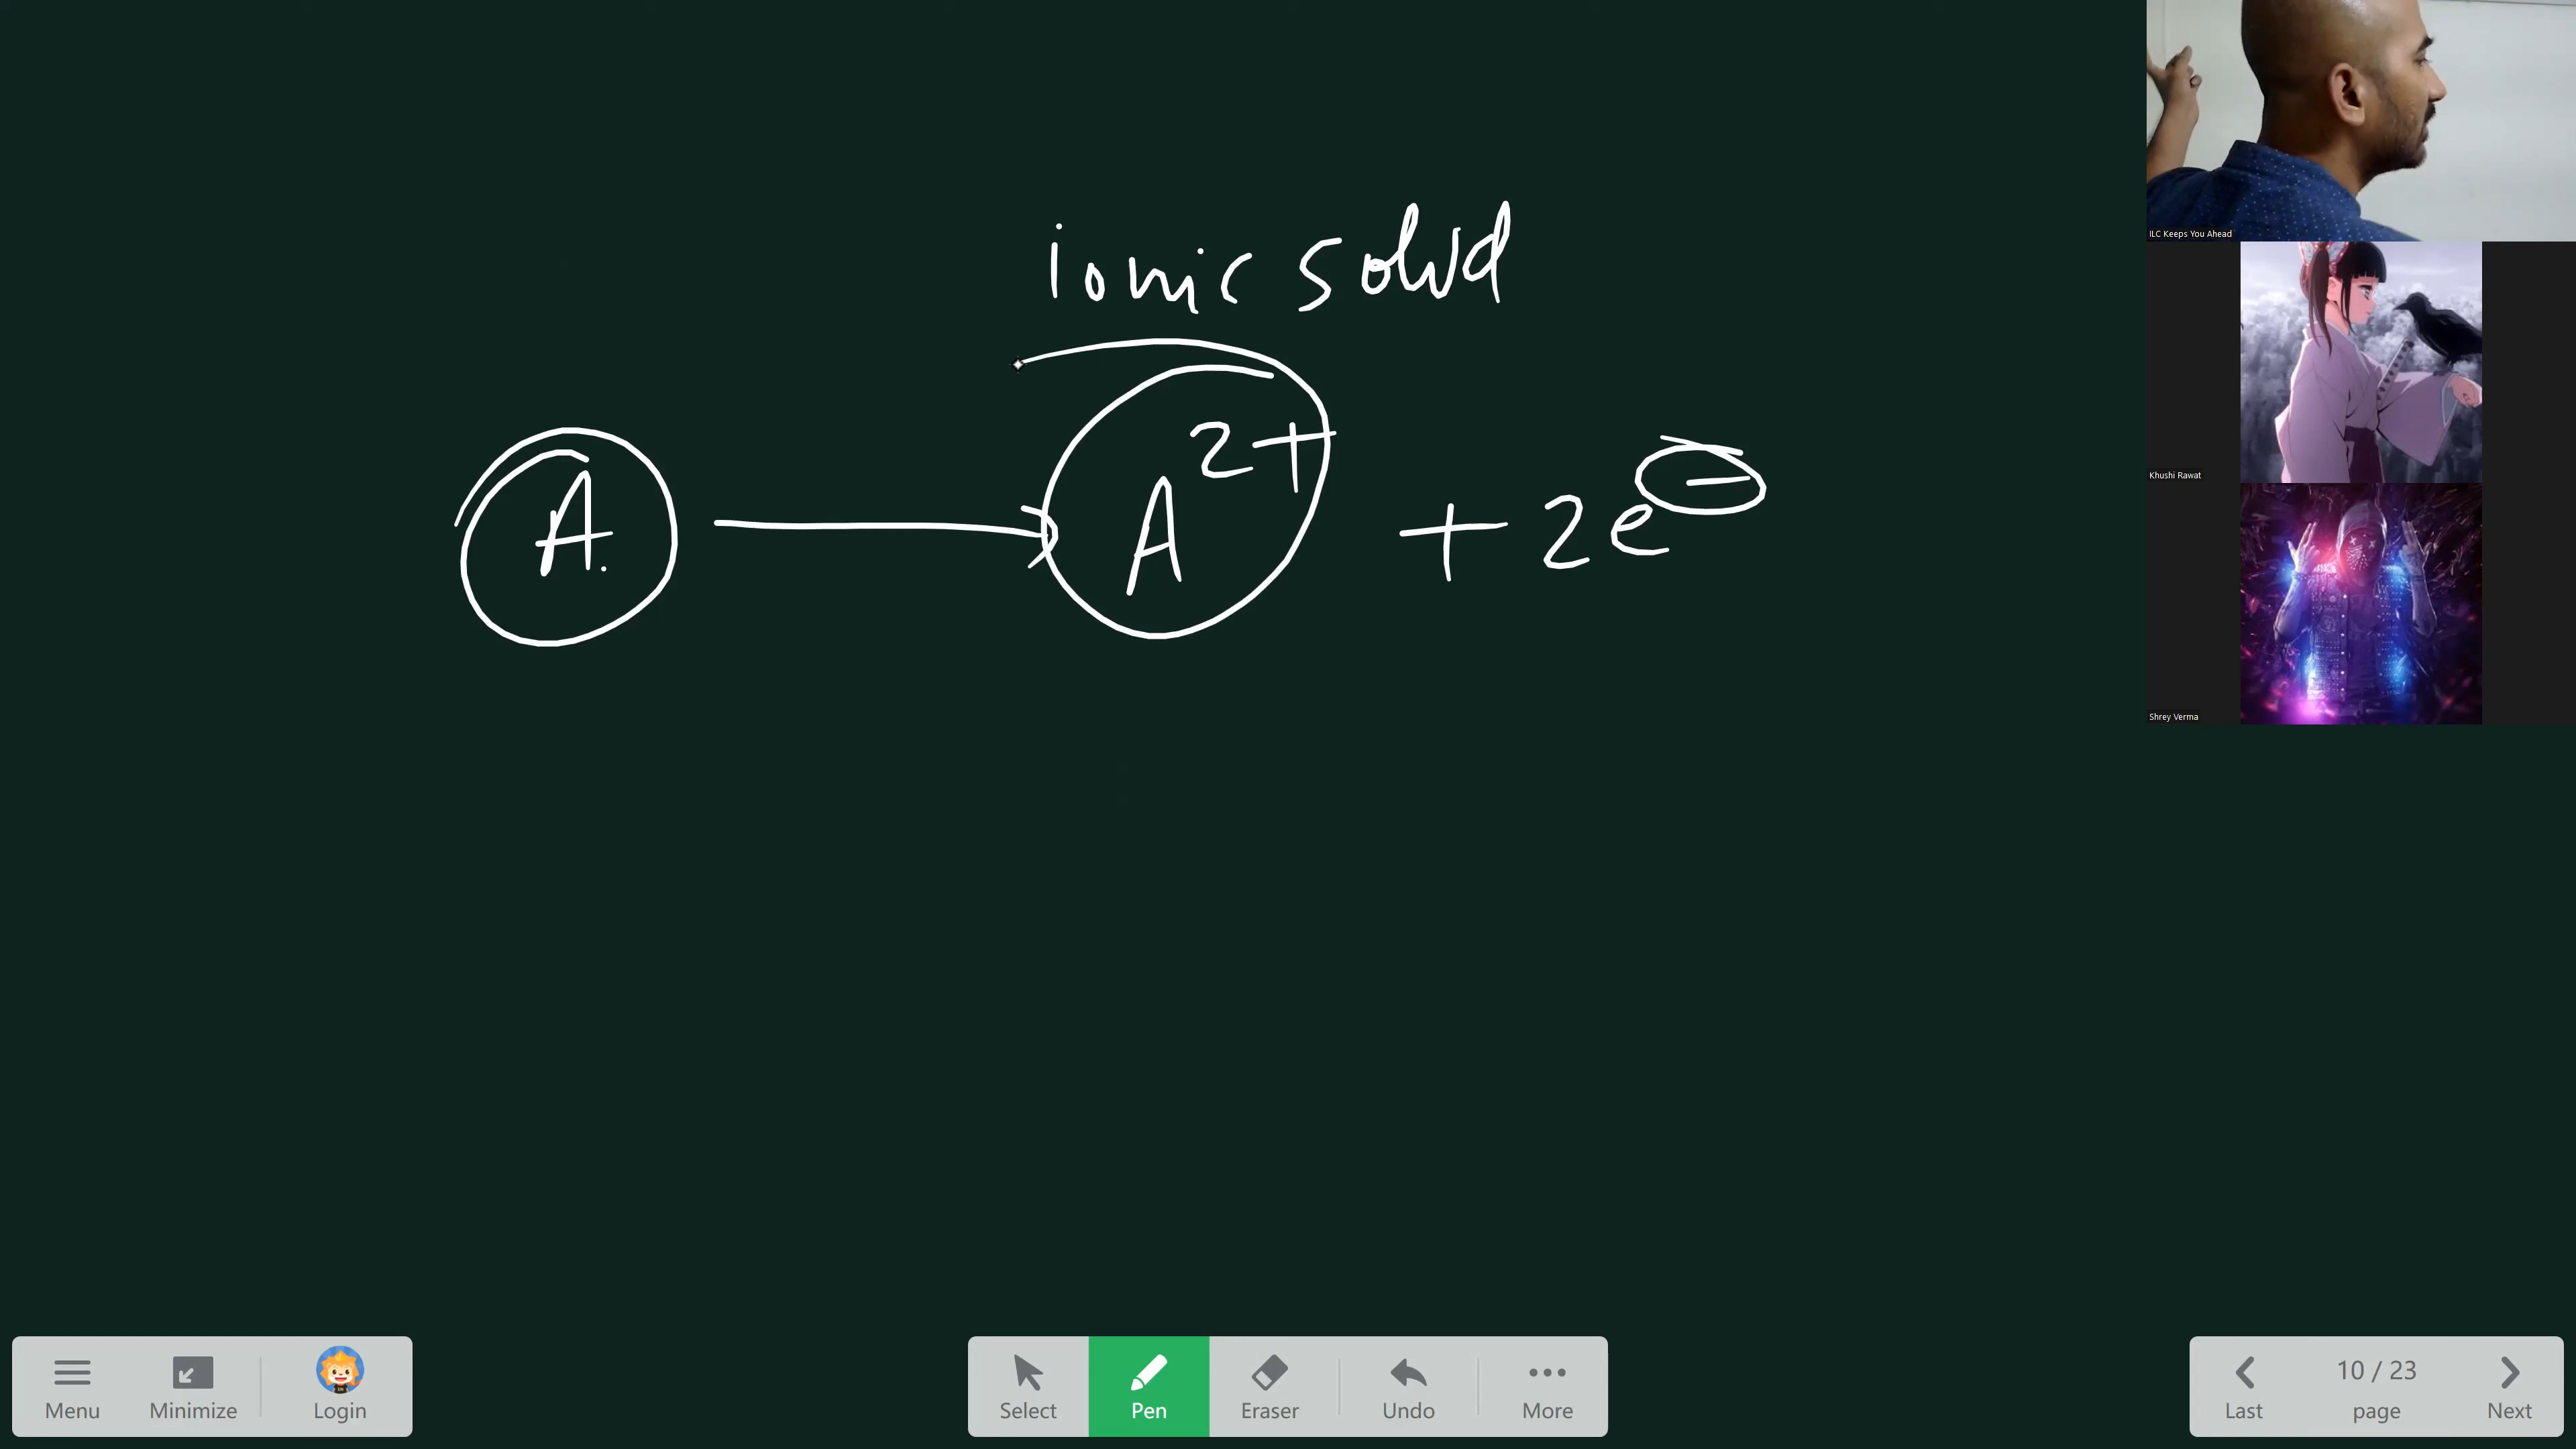 ionic solid
A. → A²⁺ + 2e⁻
ILC Keeps You Ahead
Khushi Rawat
Shrey Verma
Menu
Minimize
Login
Select
Pen
Eraser
Undo
More
Last
10 / 23
page
Next